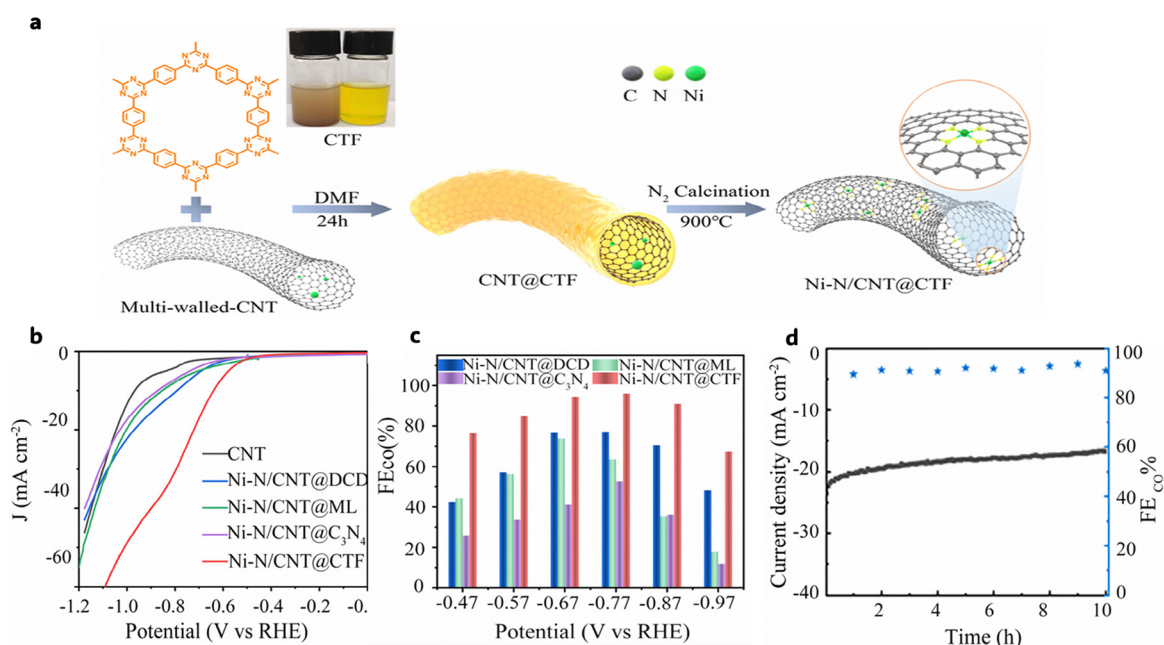 a
CTF
C N Ni
DMF
24h
N₂ Calcination
900°C
Multi-walled-CNT
CNT@CTF
Ni-N/CNT@CTF
b
J (mA cm⁻²)
0
-20
-40
-60
CNT
Ni-N/CNT@DCD
Ni-N/CNT@ML
Ni-N/CNT@C₃N₄
Ni-N/CNT@CTF
-1.2 -1.0 -0.8 -0.6 -0.4 -0.2 -0.
Potential (V vs RHE)
c
FEco(%)
100
80
60
40
20
0
Ni-N/CNT@DCD Ni-N/CNT@ML
Ni-N/CNT@C₃N₄ Ni-N/CNT@CTF
-0.47 -0.57 -0.67 -0.77 -0.87 -0.97
Potential (V vs RHE)
d
Current density (mA cm⁻²)
0
-10
-20
-30
-40
2 4 6 8 10
Time (h)
100
80
60
40
20
0
FE CO%